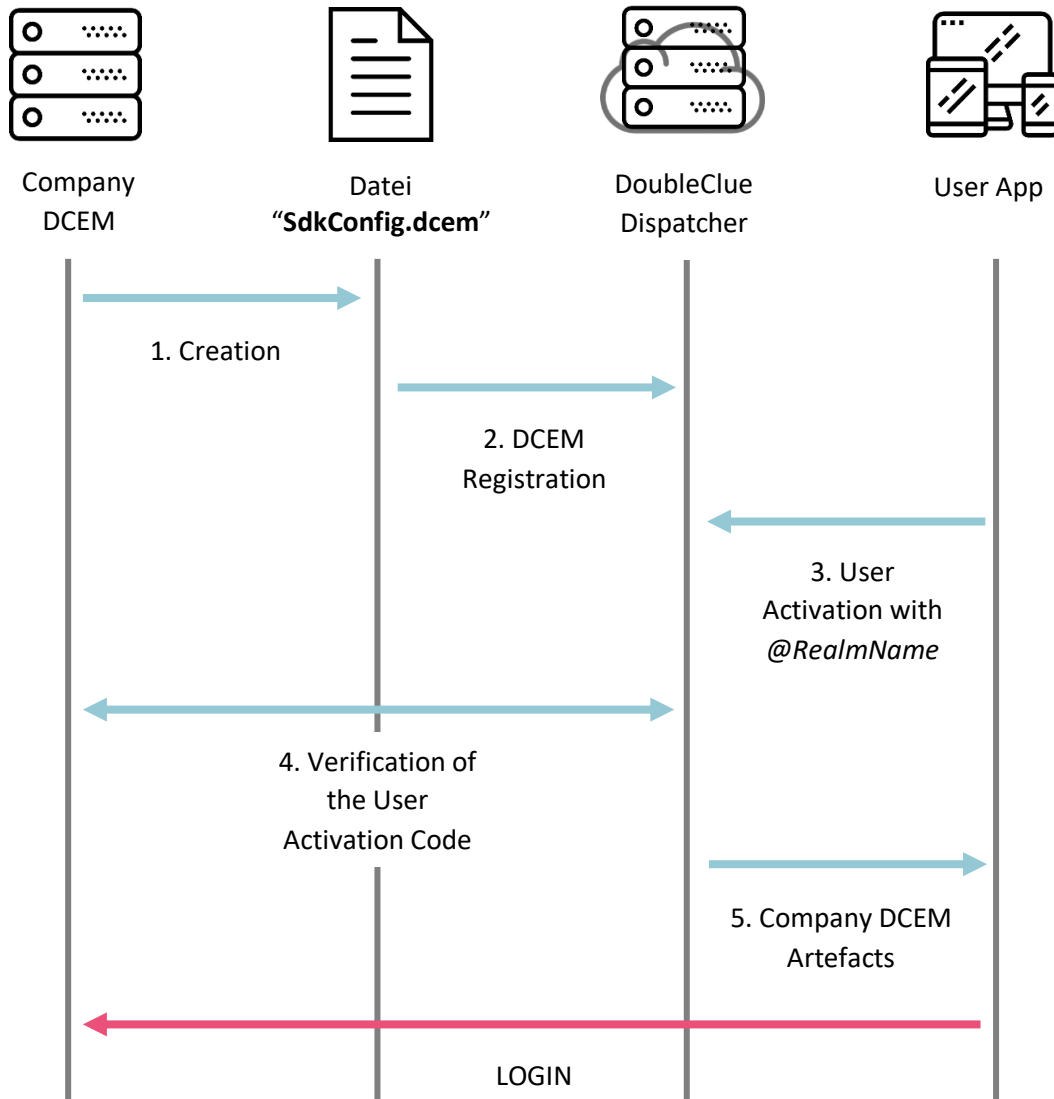 Company
DCEM
Datei
“SdkConfig.dcem”
DoubleClue
Dispatcher
User App
1. Creation
2. DCEM
Registration
3. User
Activation with
@RealmName
4. Verification of
the User
Activation Code
5. Company DCEM
Artefacts
LOGIN